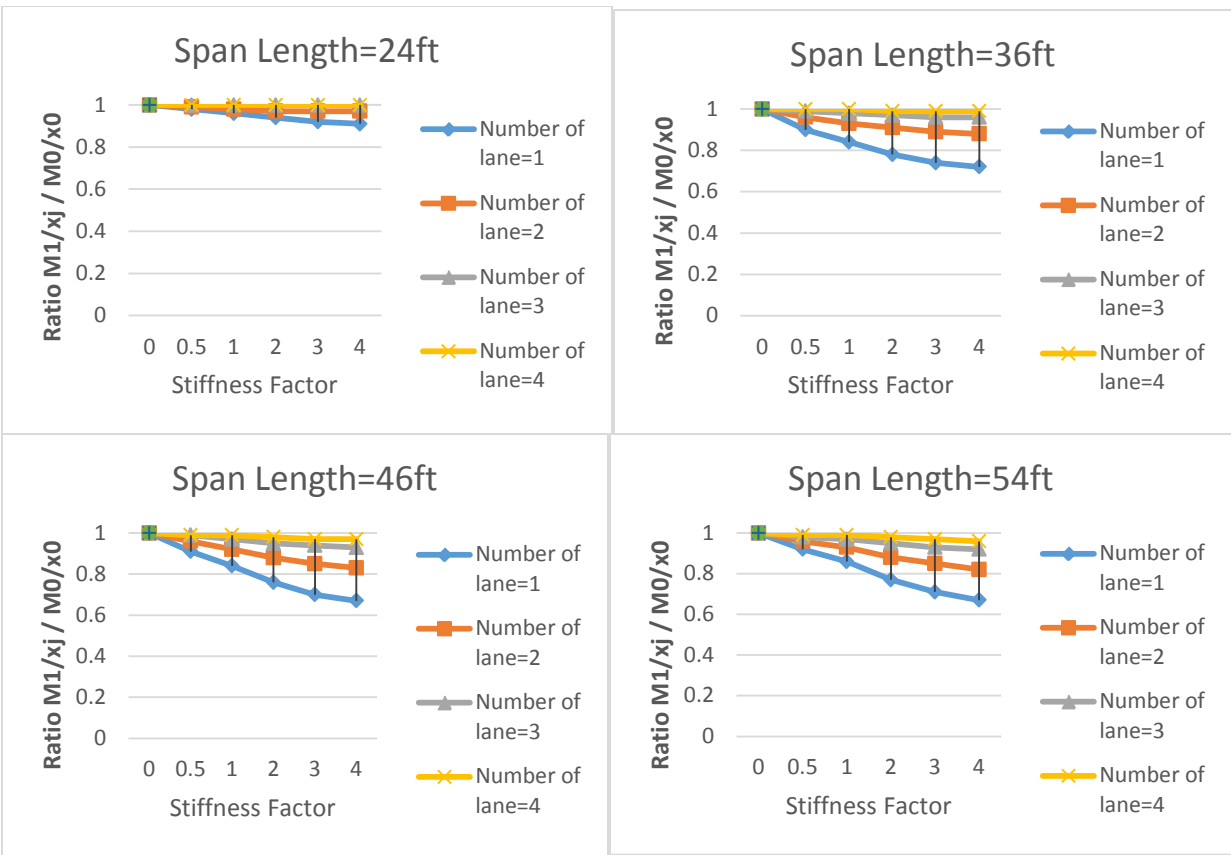 Span Length=24ft
Ratio M1/xj / M0/x0
1
0.8
0.6
0.4
0.2
0
0 0.5 1 2 3 4
Stiffness Factor
Number of
lane=1
Number of
lane=2
Number of
lane=3
Number of
lane=4
Span Length=36ft
Ratio M1/xj / M0/x0
1
0.8
0.6
0.4
0.2
0
0 0.5 1 2 3 4
Stiffness Factor
Number of
lane=1
Number of
lane=2
Number of
lane=3
Number of
lane=4
Span Length=46ft
Ratio M1/xj / M0/x0
1
0.8
0.6
0.4
0.2
0
0 0.5 1 2 3 4
Stiffness Factor
Number of
lane=1
Number of
lane=2
Number of
lane=3
Number of
lane=4
Span Length=54ft
Ratio M1/xj / M0/x0
1
0.8
0.6
0.4
0.2
0
0 0.5 1 2 3 4
Stiffness Factor
Number of
lane=1
Number of
lane=2
Number of
lane=3
Number of
lane=4